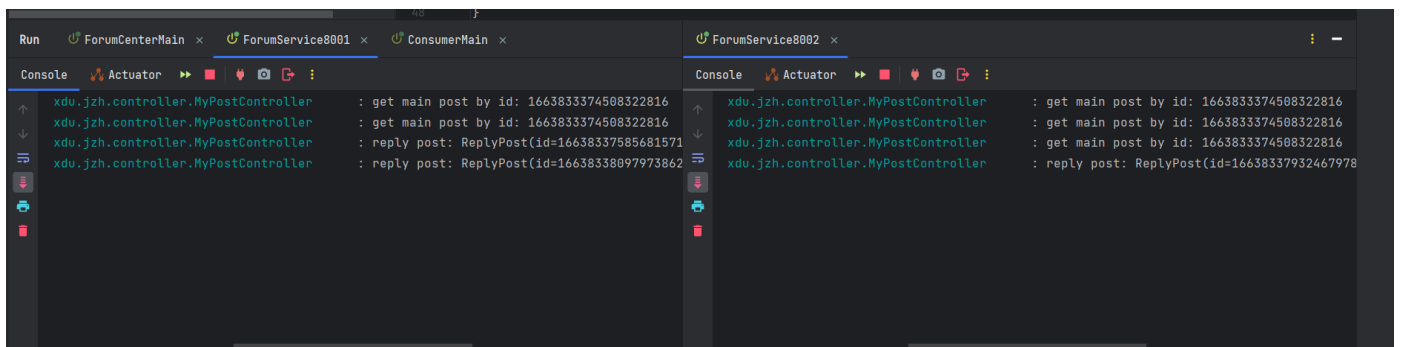 48 }
Run ForumCenterMain × ForumService8001 × ConsumerMain ×
Console Actuator
xdu.jzh.controller.MyPostController : get main post by id: 1663833374508322816
xdu.jzh.controller.MyPostController : get main post by id: 1663833374508322816
xdu.jzh.controller.MyPostController : reply post: ReplyPost(id=16638337585681571
xdu.jzh.controller.MyPostController : reply post: ReplyPost(id=16638338097973862
ForumService8002 ×
Console Actuator
xdu.jzh.controller.MyPostController : get main post by id: 1663833374508322816
xdu.jzh.controller.MyPostController : get main post by id: 1663833374508322816
xdu.jzh.controller.MyPostController : get main post by id: 1663833374508322816
xdu.jzh.controller.MyPostController : reply post: ReplyPost(id=16638337932467978